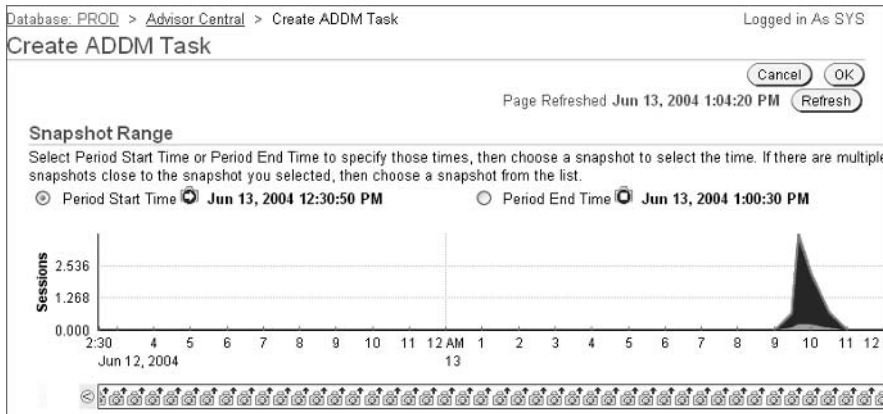 Database: PROD > Advisor Central > Create ADDM Task
Logged in As SYS
Create ADDM Task
Cancel OK
Page Refreshed Jun 13, 2004 1:04:20 PM Refresh
Snapshot Range
Select Period Start Time or Period End Time to specify those times, then choose a snapshot to select the time. If there are multiple
snapshots close to the snapshot you selected, then choose a snapshot from the list.
Period Start Time Jun 13, 2004 12:30:50 PM Period End Time Jun 13, 2004 1:00:30 PM
Sessions
2.536
1.268
0.000
2:30 4 5 6 7 8 9 10 11 12 AM 1 2 3 4 5 6 7 8 9 10 11 12
Jun 12, 2004 13